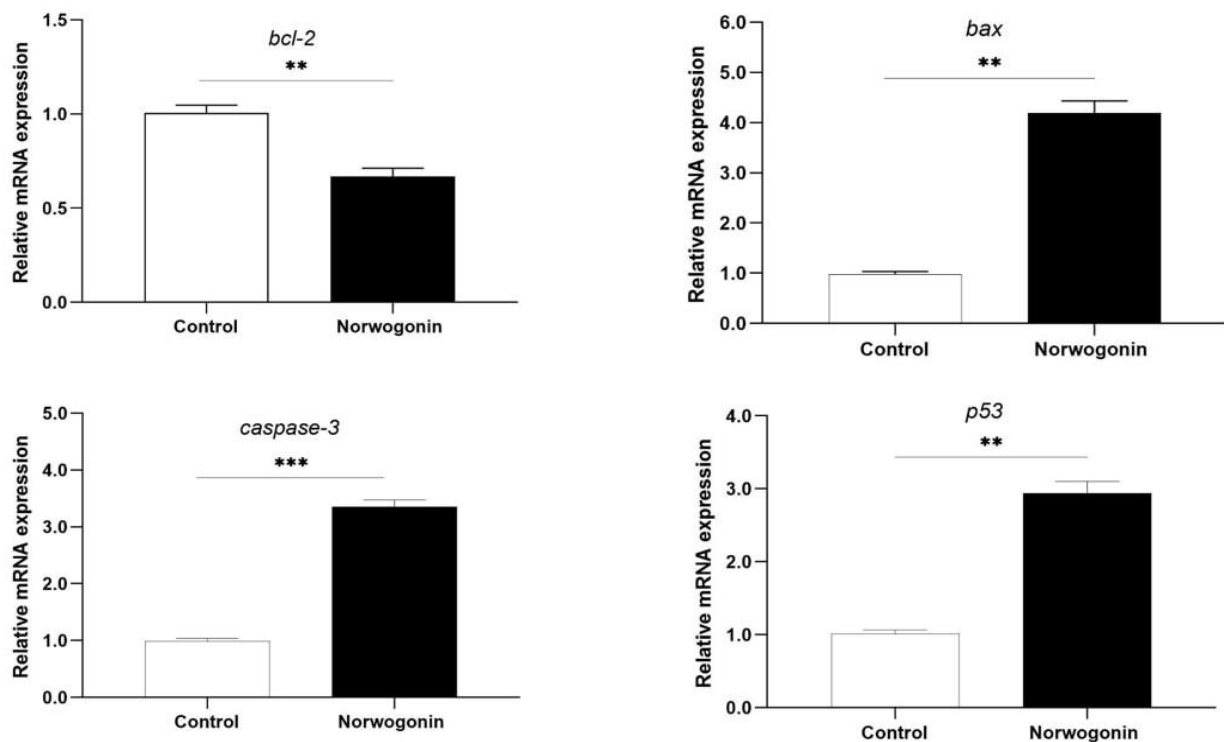 bcl-2
**
Relative mRNA expression
1.5
1.0
0.5
0.0
Control Norwogonin
bax
**
Relative mRNA expression
6.0
5.0
4.0
3.0
2.0
1.0
0.0
Control Norwogonin
caspase-3
***
Relative mRNA expression
5.0
4.0
3.0
2.0
1.0
0.0
Control Norwogonin
p53
**
Relative mRNA expression
4.0
3.0
2.0
1.0
0.0
Control Norwogonin